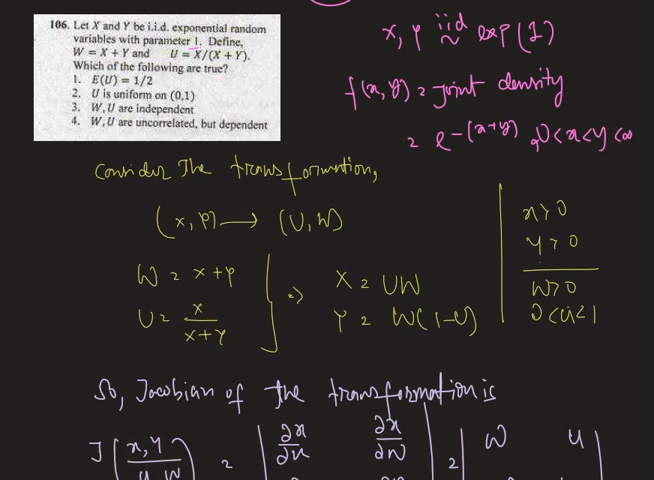 106. Let X and Y be i.i.d. exponential random
variables with parameter 1. Define,
W = X + Y and U = X/(X + Y).
Which of the following are true?
1. E(U) = 1/2
2. U is uniform on (0,1)
3. W, U are independent
4. W, U are uncorrelated, but dependent
X, Y iid ~ exp(1)
f(x, y) = Joint density
= e^-(x+y), 0<x<y<∞
Consider The transformation,
(X, Y) → (U, W)
W = X + Y
U = X/(X+Y)
⇒ X = UW
Y = W(1-U)
x>0
y>0
W>0
0<u<1
So, Jacobian of the transformation is
J (x, y / u, w) = | ∂x/∂u ∂x/∂w | = | W u |